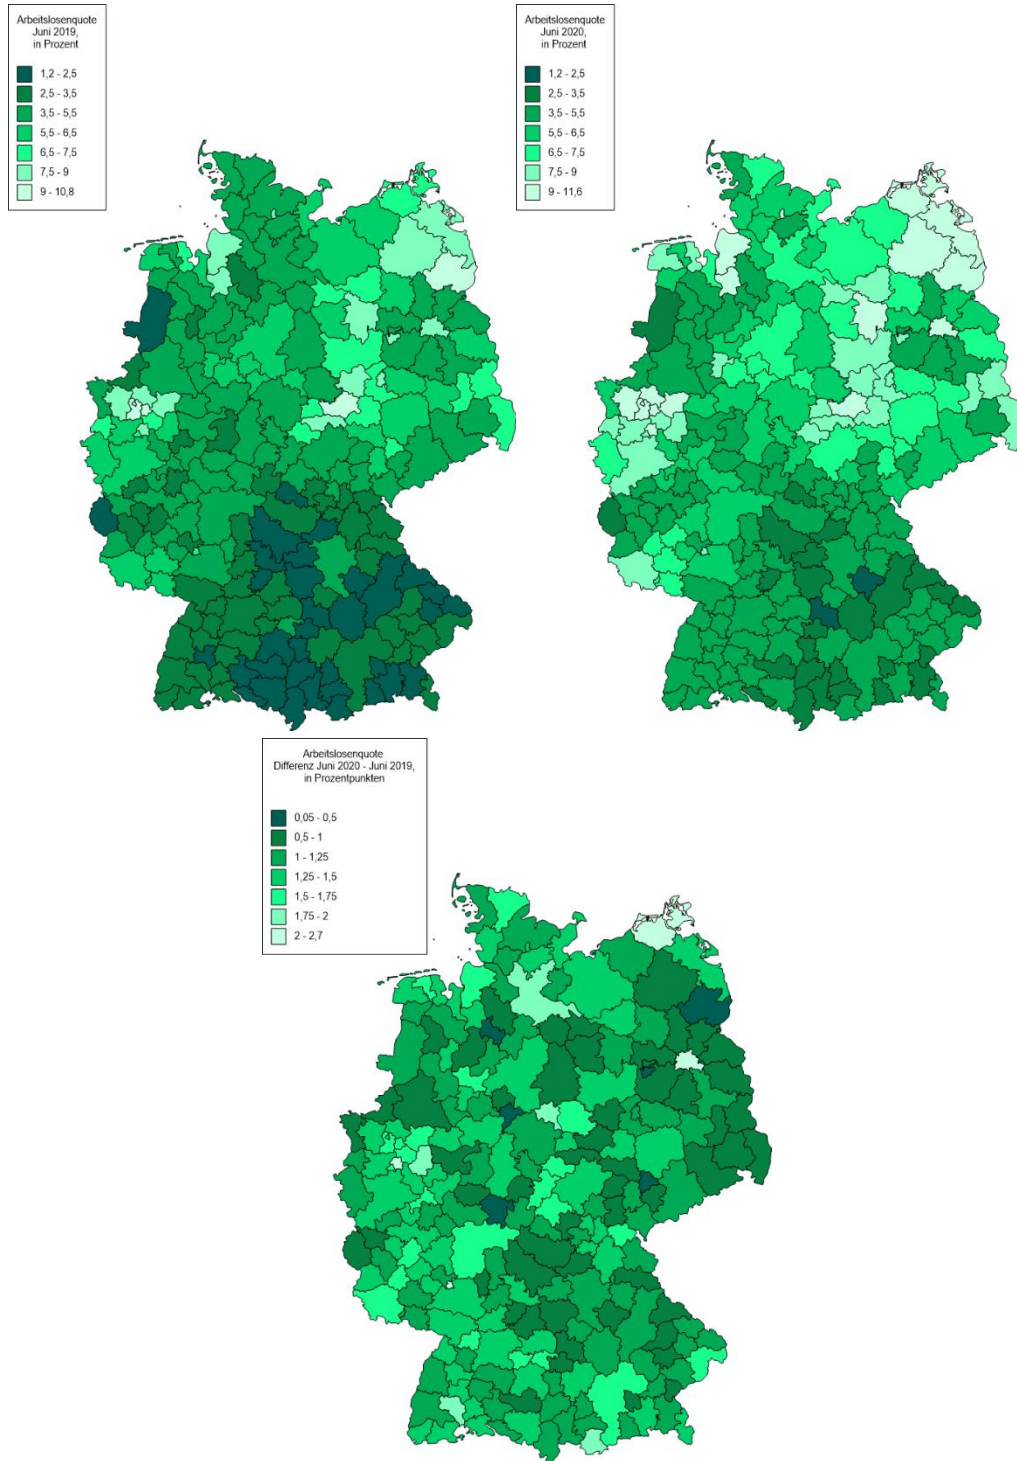 Arbeitslosenquote
Juni 2019,
in Prozent
1,2 - 2,5
2,5 - 3,5
3,5 - 5,5
5,5 - 6,5
6,5 - 7,5
7,5 - 9
9 - 10,8
Arbeitslosenquote
Juni 2020,
in Prozent
1,2 - 2,5
2,5 - 3,5
3,5 - 5,5
5,5 - 6,5
6,5 - 7,5
7,5 - 9
9 - 11,6
Arbeitslosenquote
Differenz Juni 2020 - Juni 2019,
in Prozentpunkten
0,05 - 0,5
0,5 - 1
1 - 1,25
1,25 - 1,5
1,5 - 1,75
1,75 - 2
2 - 2,7